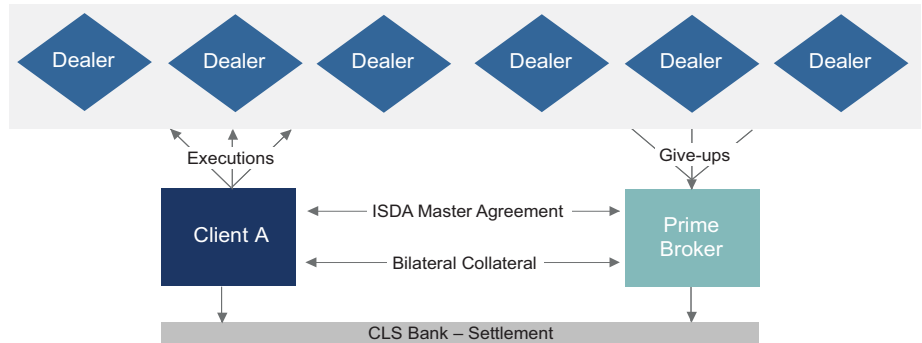 Dealer
Dealer
Dealer
Dealer
Dealer
Dealer
Executions
Give-ups
Client A
ISDA Master Agreement
Prime
Broker
Bilateral Collateral
CLS Bank – Settlement